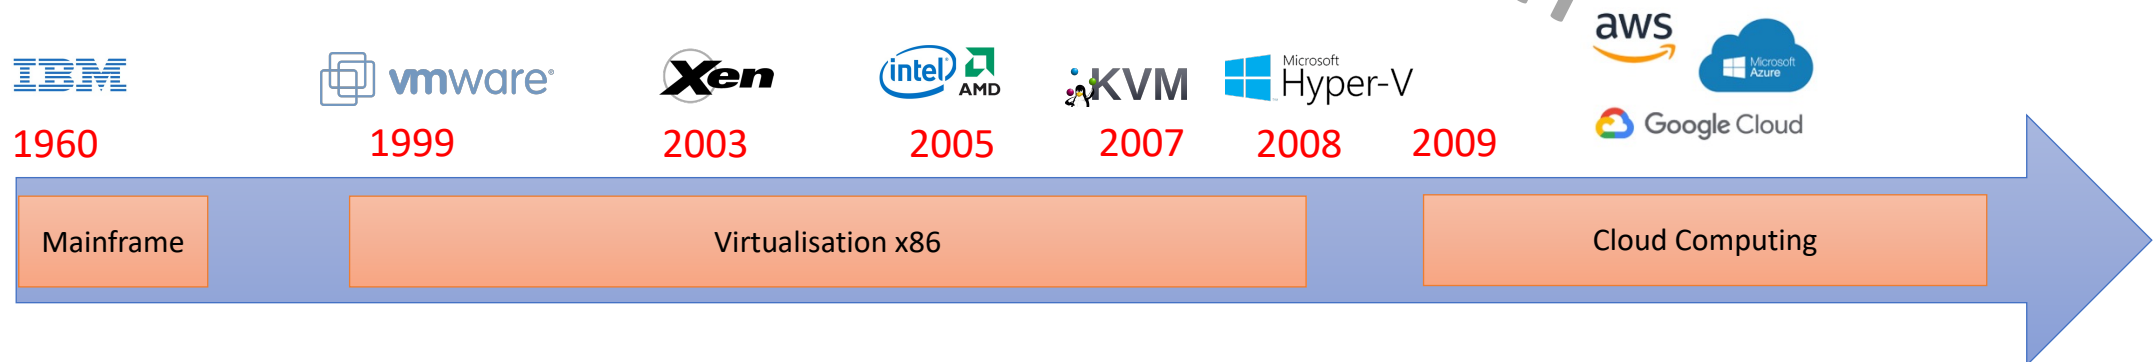 IBM
vmware®
Xen
intel
AMD
KVM
Microsoft
Hyper-V
aws
Microsoft
Azure
Google Cloud
1960
1999
2003
2005
2007
2008
2009
Mainframe
Virtualisation x86
Cloud Computing